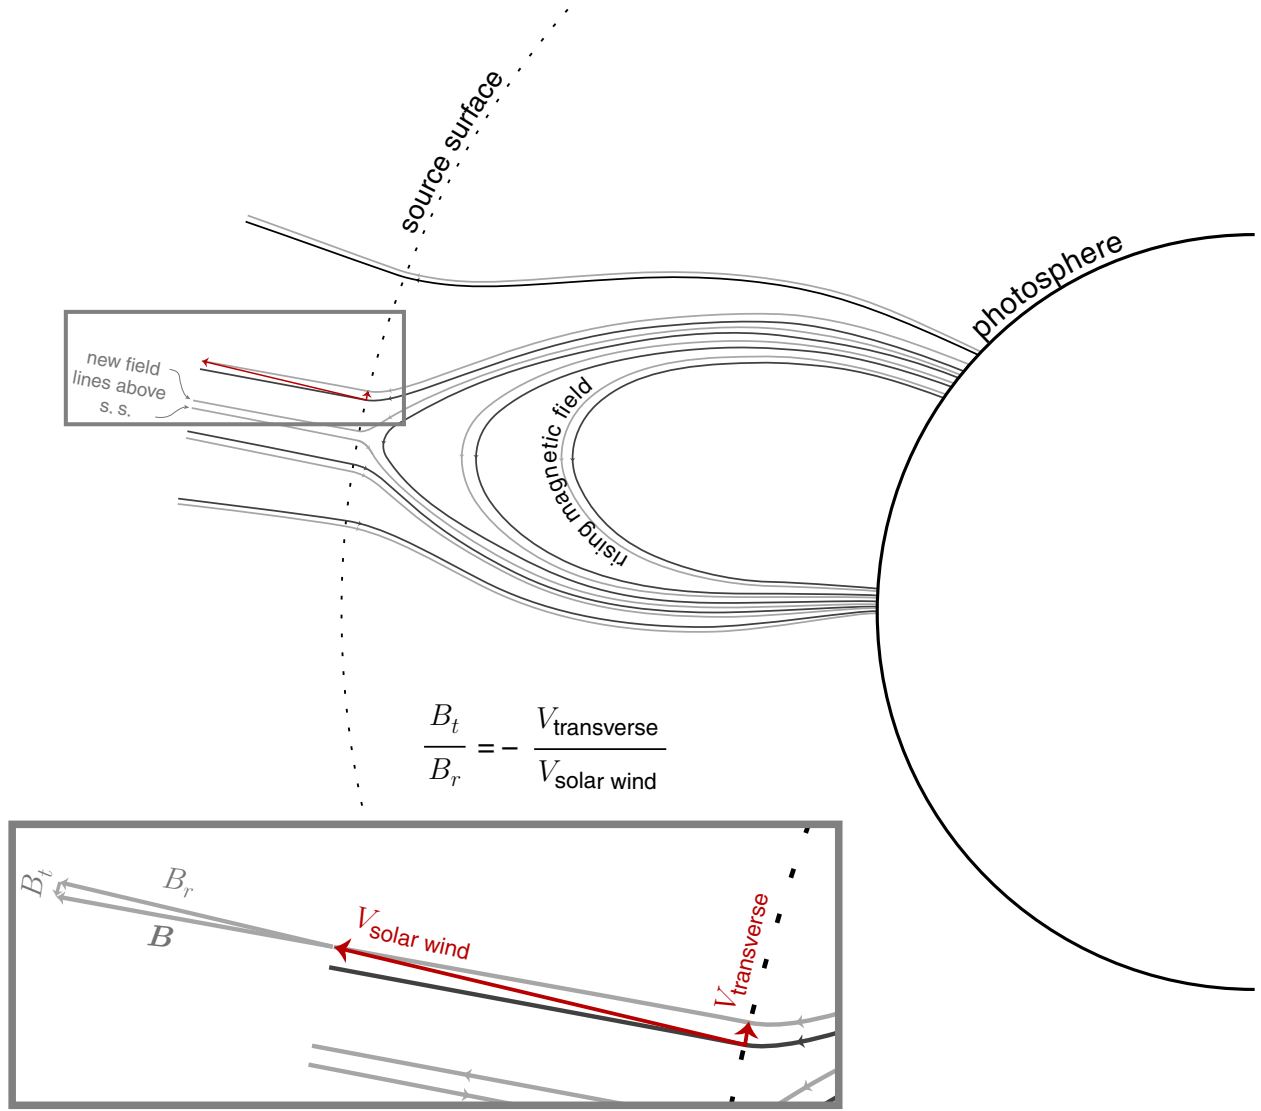 source surface
photosphere
new field
lines above
s. s.
rising magnetic field
B_t / B_r = − V_transverse / V_solar wind
B_t
B_r
B
V_solar wind
V_transverse